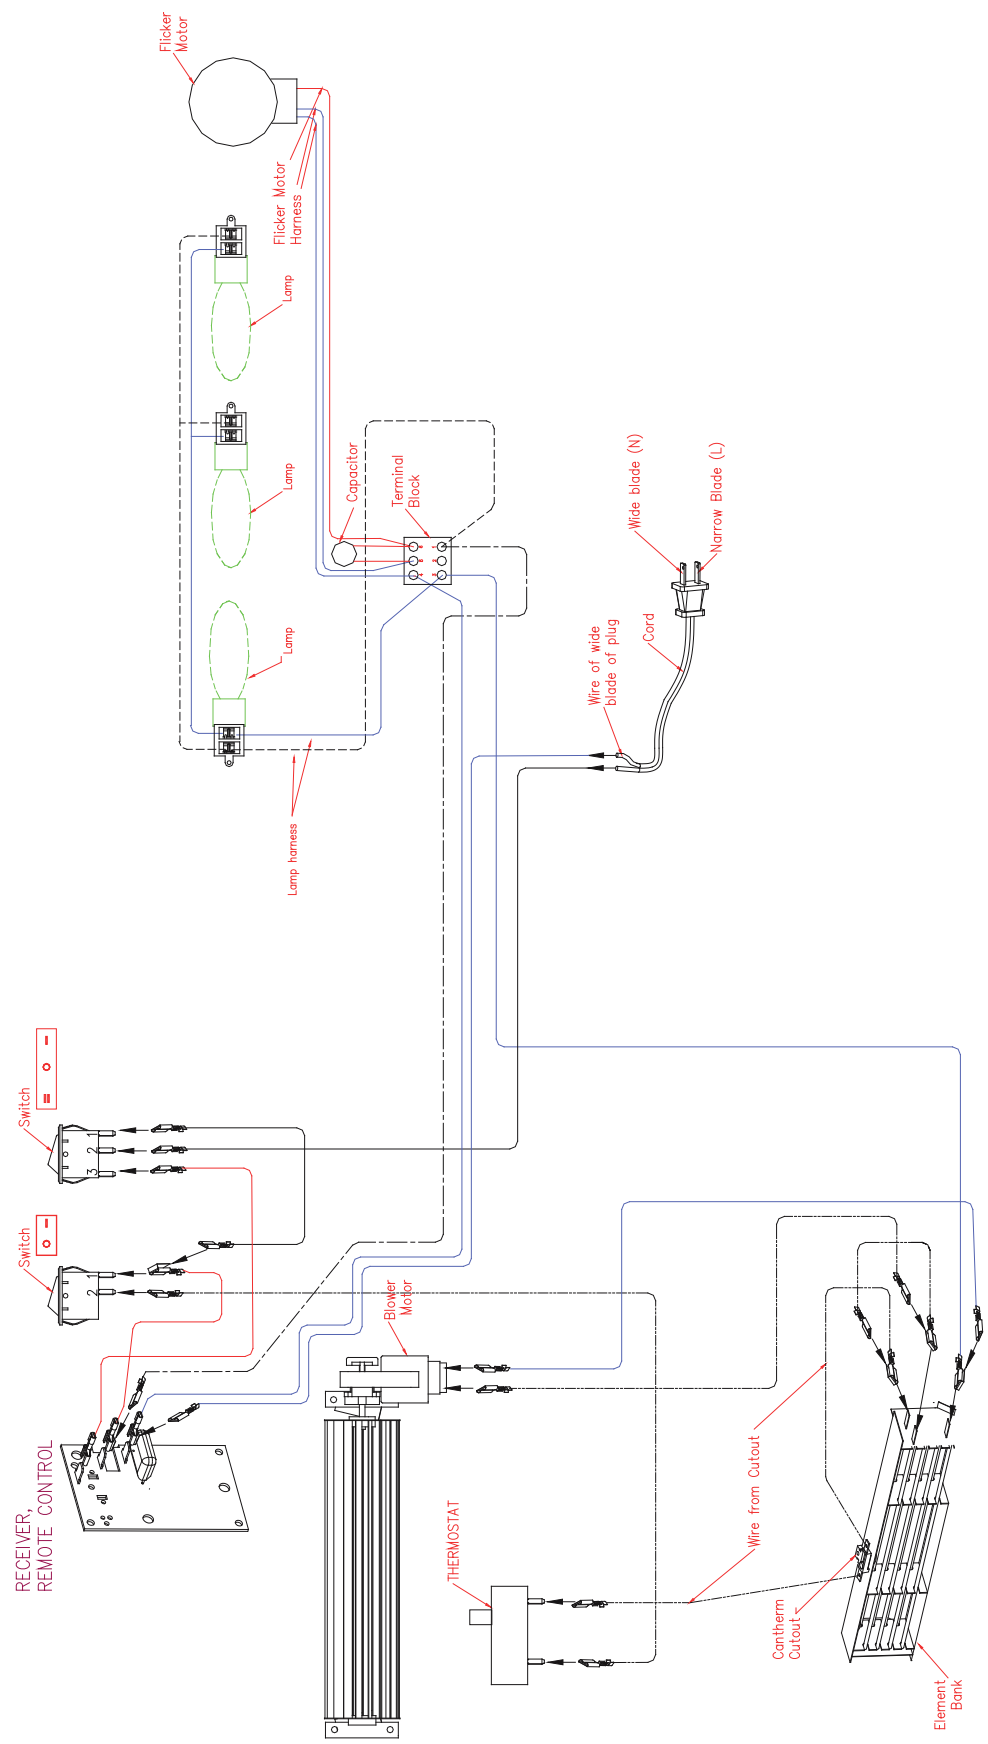 Flicker
Motor
Flicker Motor
Harness
Lamp
Lamp
Lamp
Lamp harness
Capacitor
Terminal
Block
Wide blade (N)
Narrow Blade (L)
Wire of wide
blade of plug
Cord
Switch
= o -
3 2 1
Switch
o -
2 1
RECEIVER,
REMOTE CONTROL
Blower
Motor
THERMOSTAT
Wire from Cutout
Cantherm
Cutout
Element
Bank